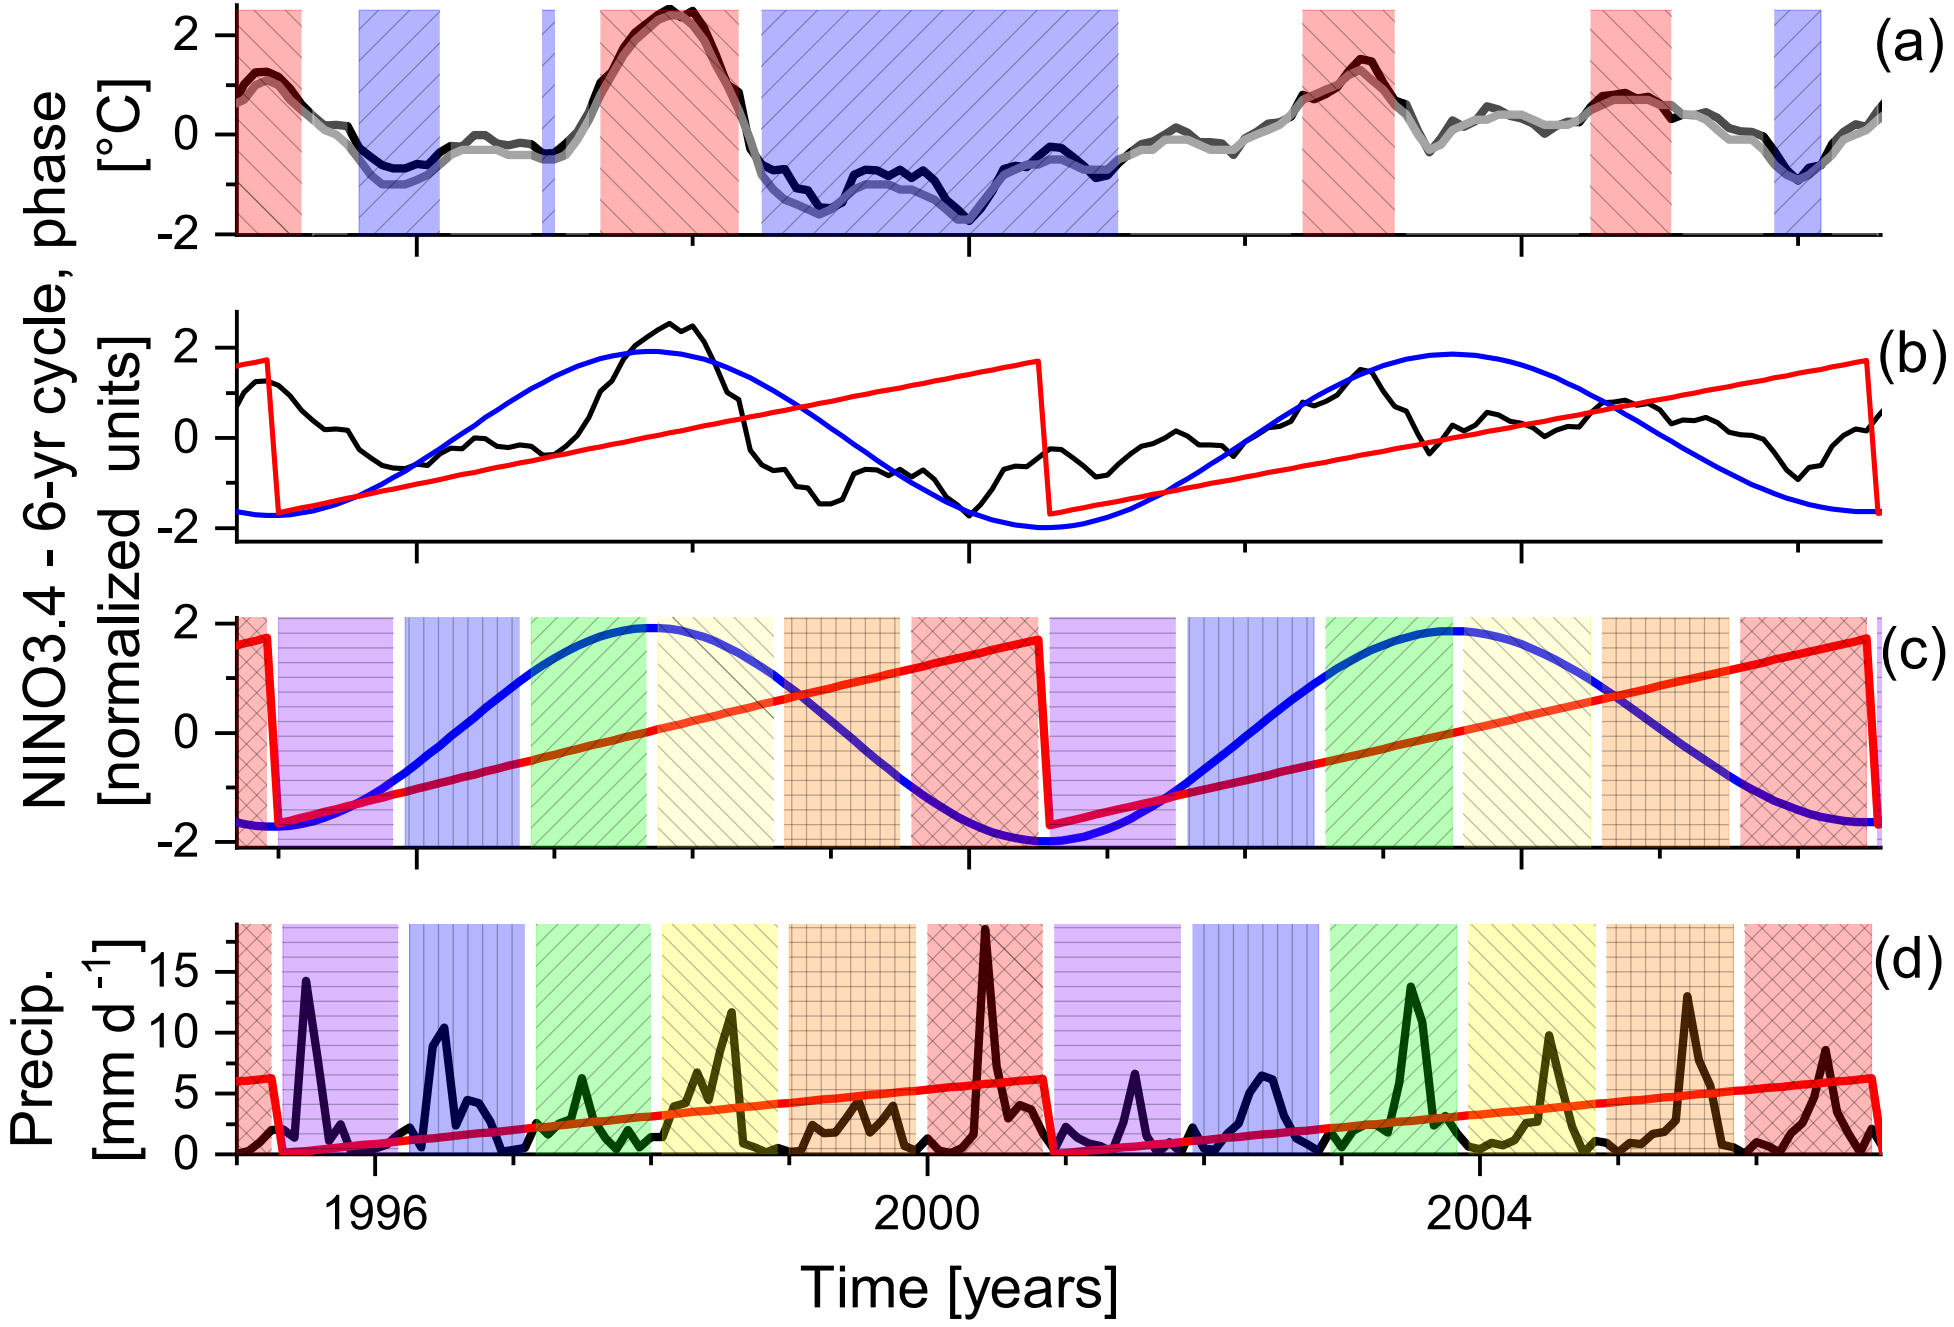 NINO3.4 - 6-yr cycle, phase
[normalized units]
[°C]
2
0
-2
(a)
2
0
-2
(b)
2
0
-2
(c)
Precip.
[mm d -1]
15
10
5
0
(d)
1996
2000
2004
Time [years]